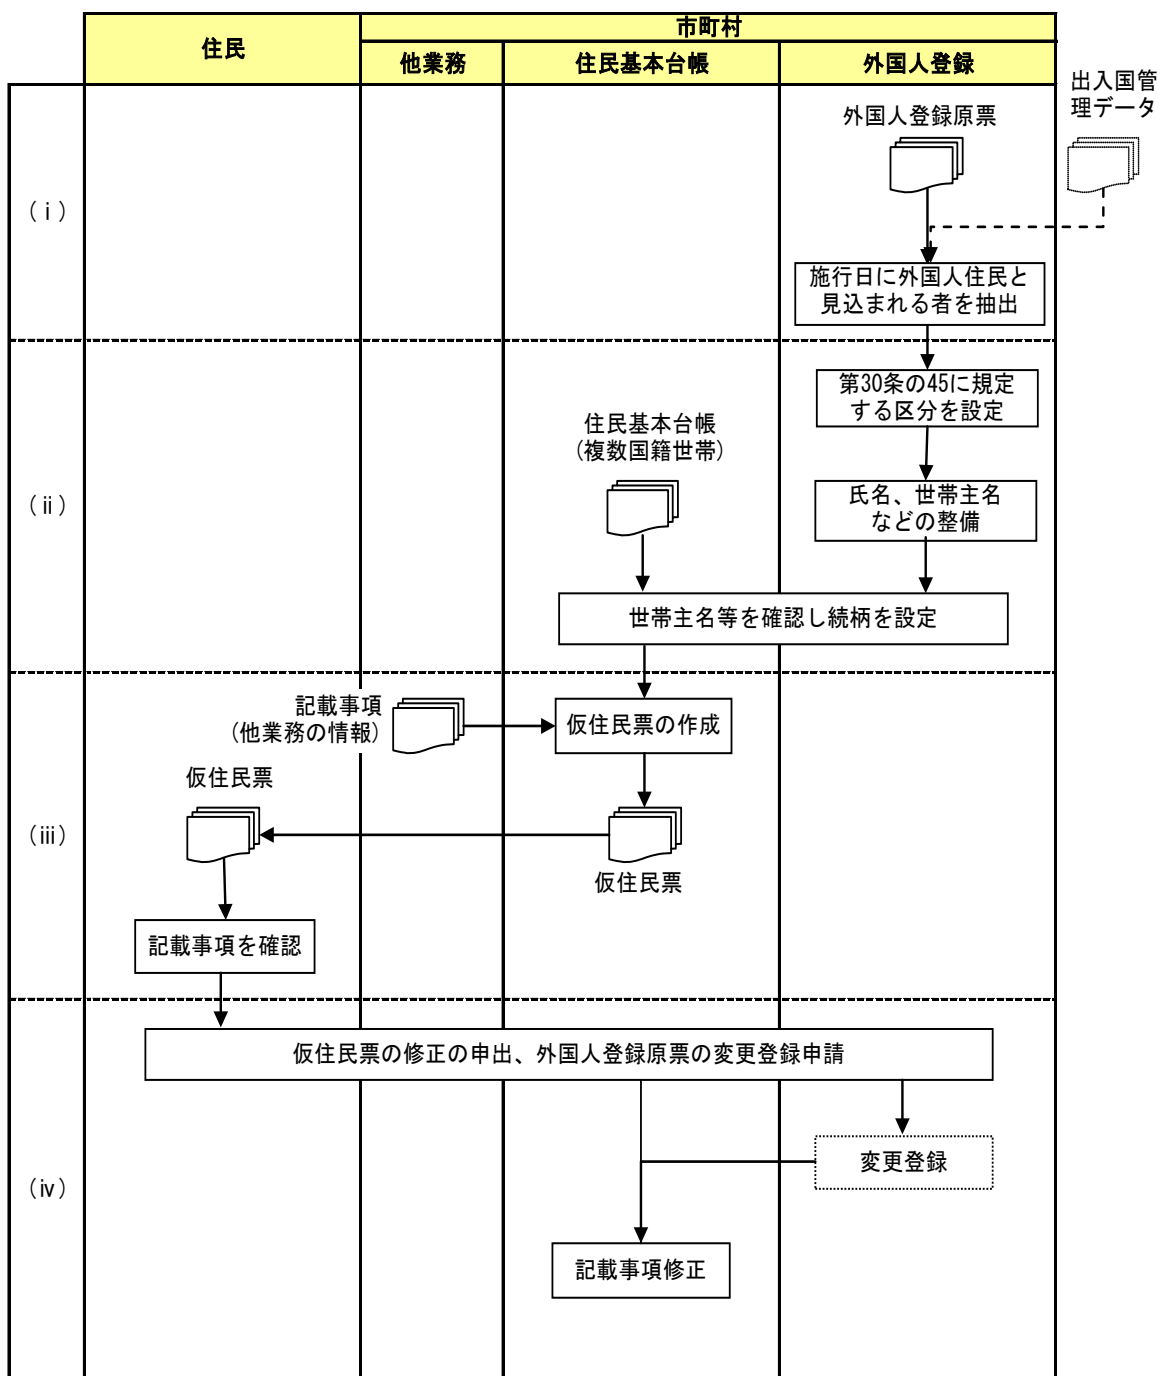 住民
市町村
他業務
住民基本台帳
外国人登録
出入国管
理データ
外国人登録原票
（ⅰ）
施行日に外国人住民と
見込まれる者を抽出
第30条の45に規定
する区分を設定
住民基本台帳
（複数国籍世帯）
（ⅱ）
氏名、世帯主名
などの整備
世帯主名等を確認し続柄を設定
記載事項
（他業務の情報）
仮住民票の作成
仮住民票
（ⅲ）
仮住民票
記載事項を確認
仮住民票の修正の申出、外国人登録原票の変更登録申請
変更登録
（ⅳ）
記載事項修正